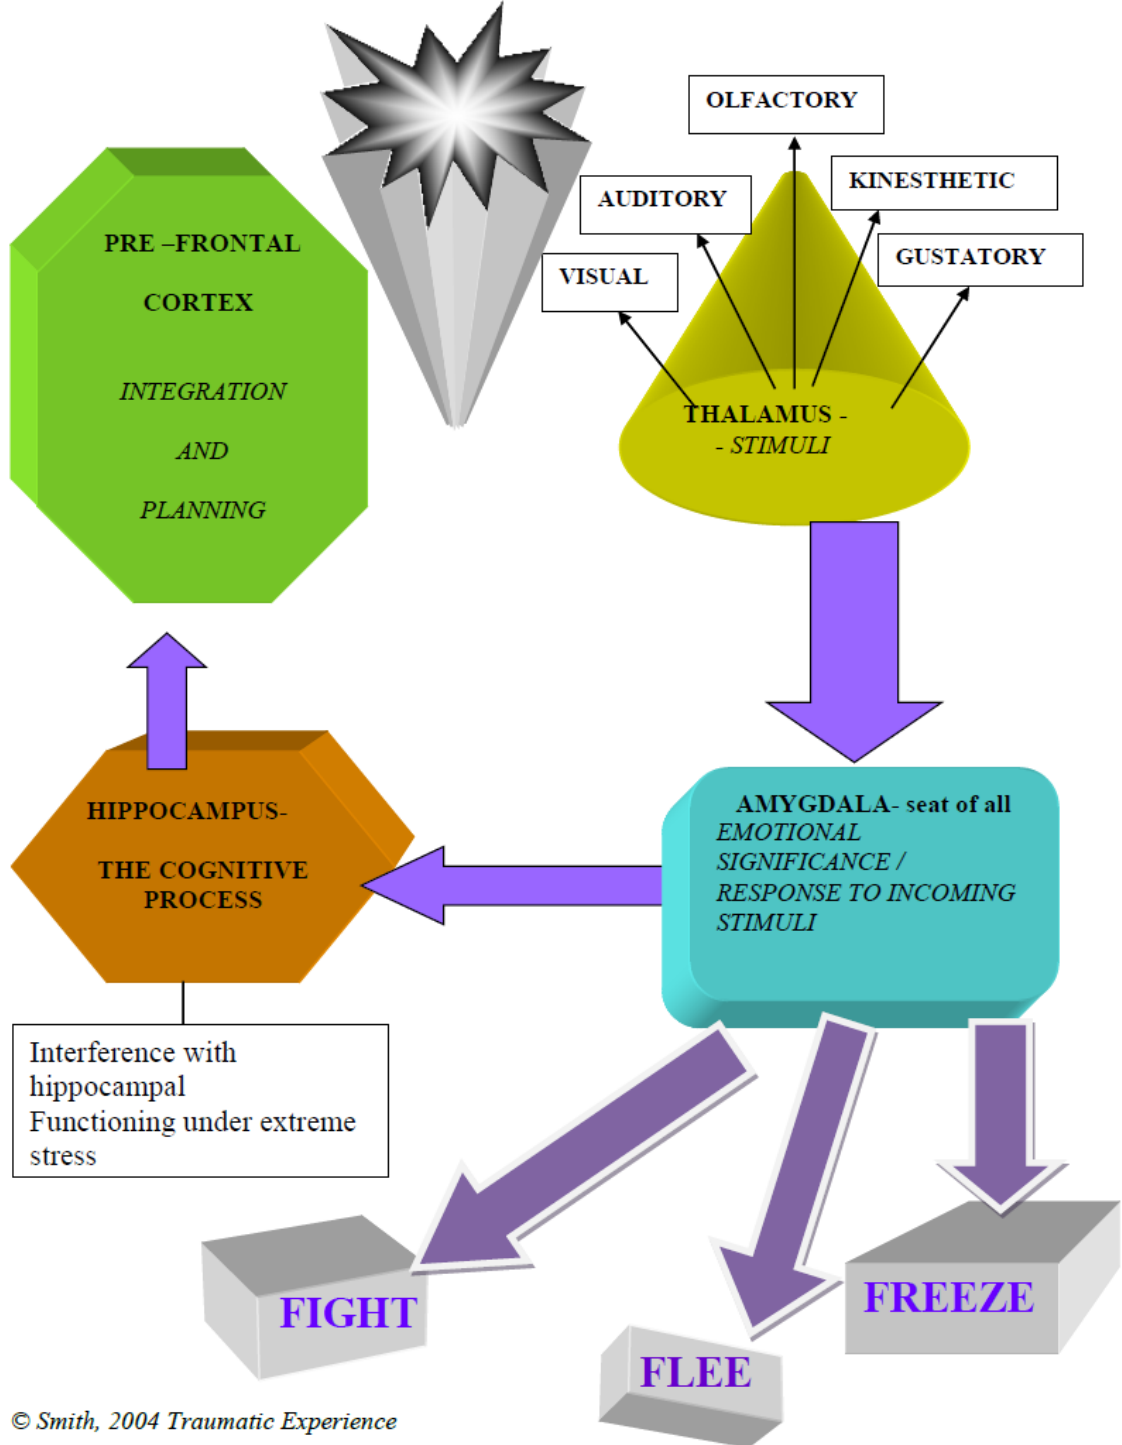 OLFACTORY
KINESTHETIC
AUDITORY
GUSTATORY
VISUAL
THALAMUS -
- STIMULI
PRE –FRONTAL
CORTEX
INTEGRATION
AND
PLANNING
AMYGDALA- seat of all
EMOTIONAL
SIGNIFICANCE /
RESPONSE TO INCOMING
STIMULI
HIPPOCAMPUS-
THE COGNITIVE
PROCESS
Interference with
hippocampal
Functioning under extreme
stress
FIGHT
FLEE
FREEZE
© Smith, 2004 Traumatic Experience